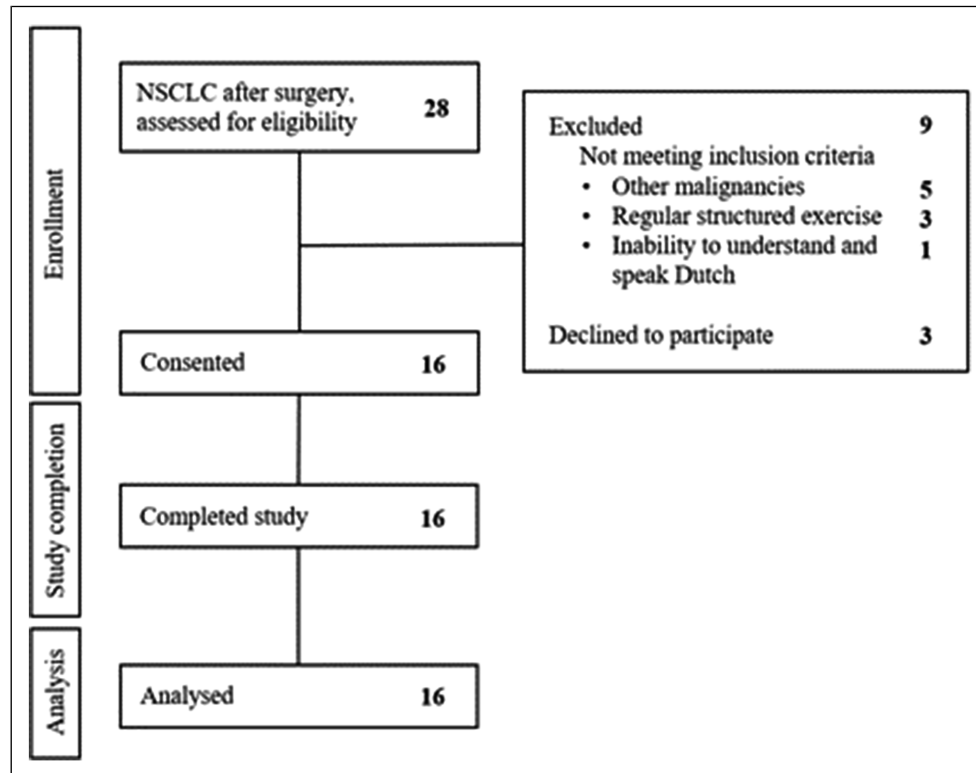 Enrollment
NSCLC after surgery,
assessed for eligibility 28
Excluded 9
Not meeting inclusion criteria
• Other malignancies 5
• Regular structured exercise 3
• Inability to understand and 1
speak Dutch
Declined to participate 3
Consented 16
Study completion
Completed study 16
Analysis
Analysed 16